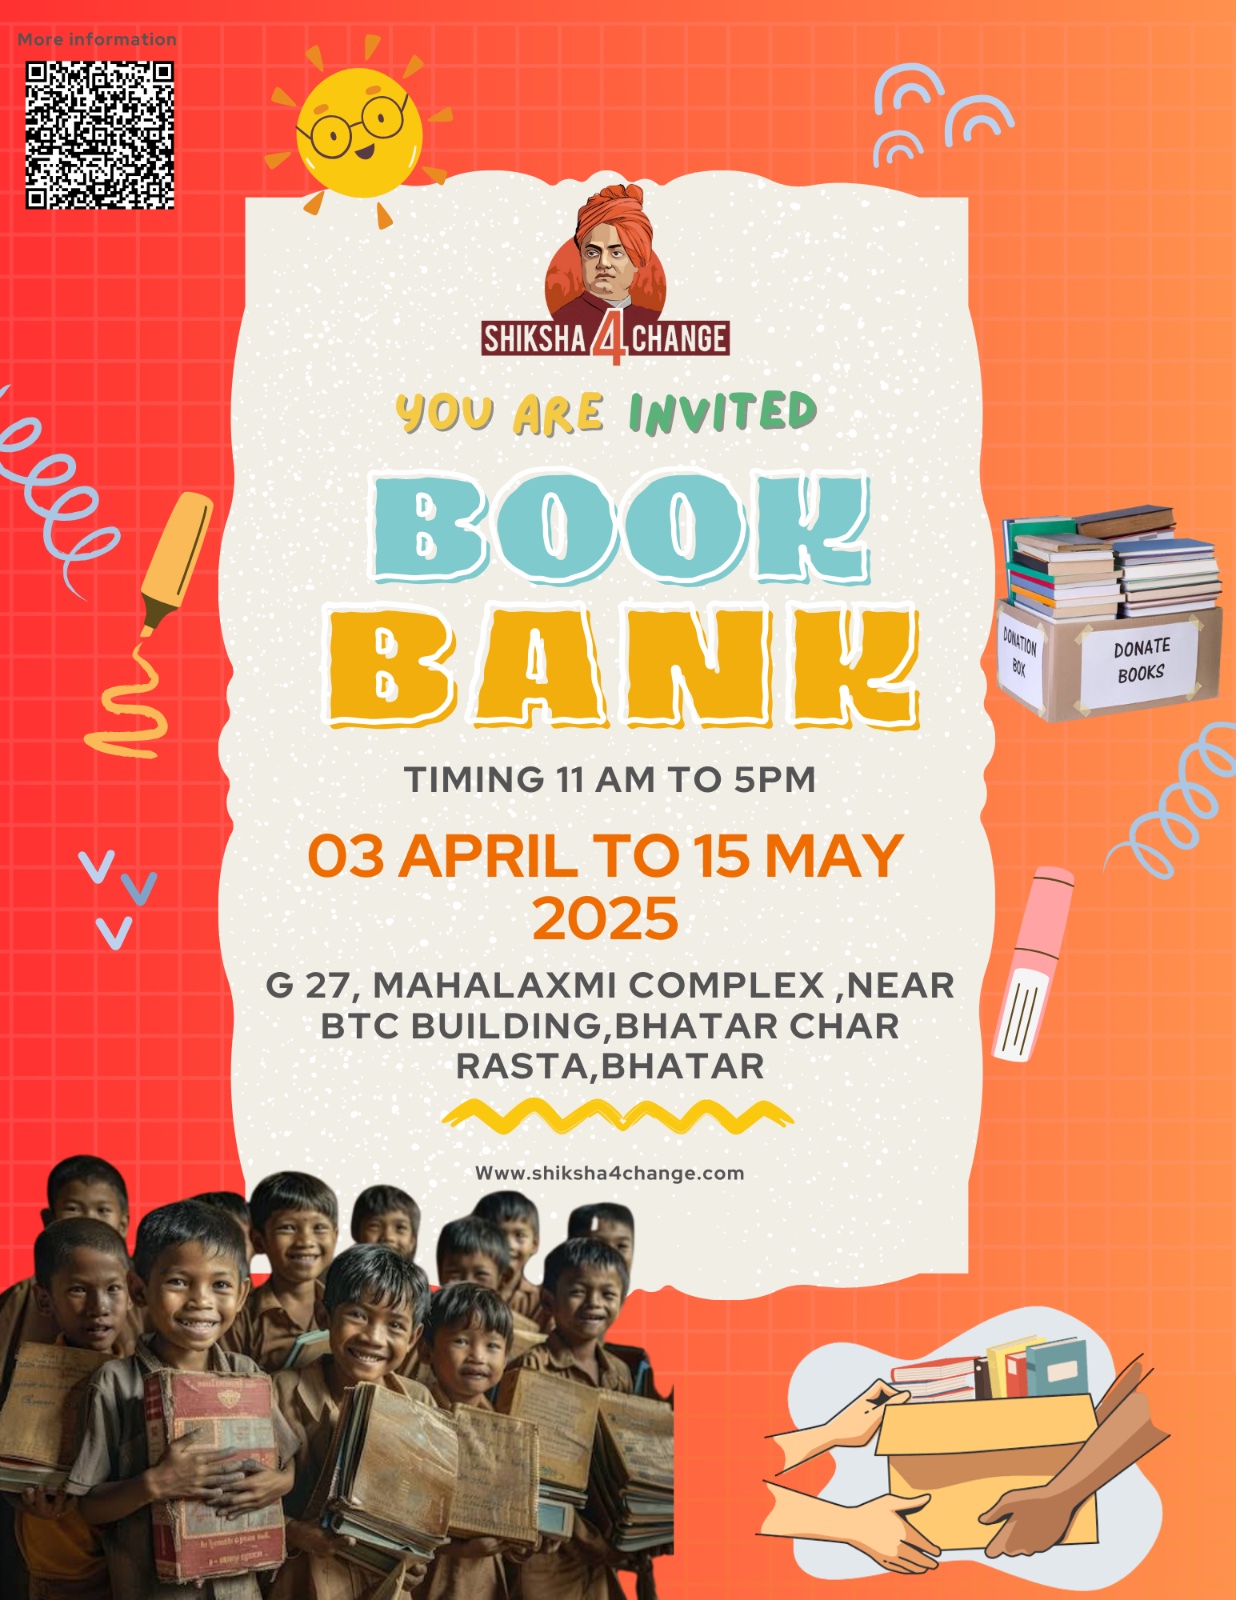 More information
SHIKSHA 4 CHANGE
YOU ARE INVITED
BOOK
BANK
DONATION
BOX
DONATE
BOOKS
TIMING 11 AM TO 5PM
03 APRIL TO 15 MAY
2025
G 27, MAHALAXMI COMPLEX ,NEAR
BTC BUILDING,BHATAR CHAR
RASTA,BHATAR
Www.shiksha4change.com